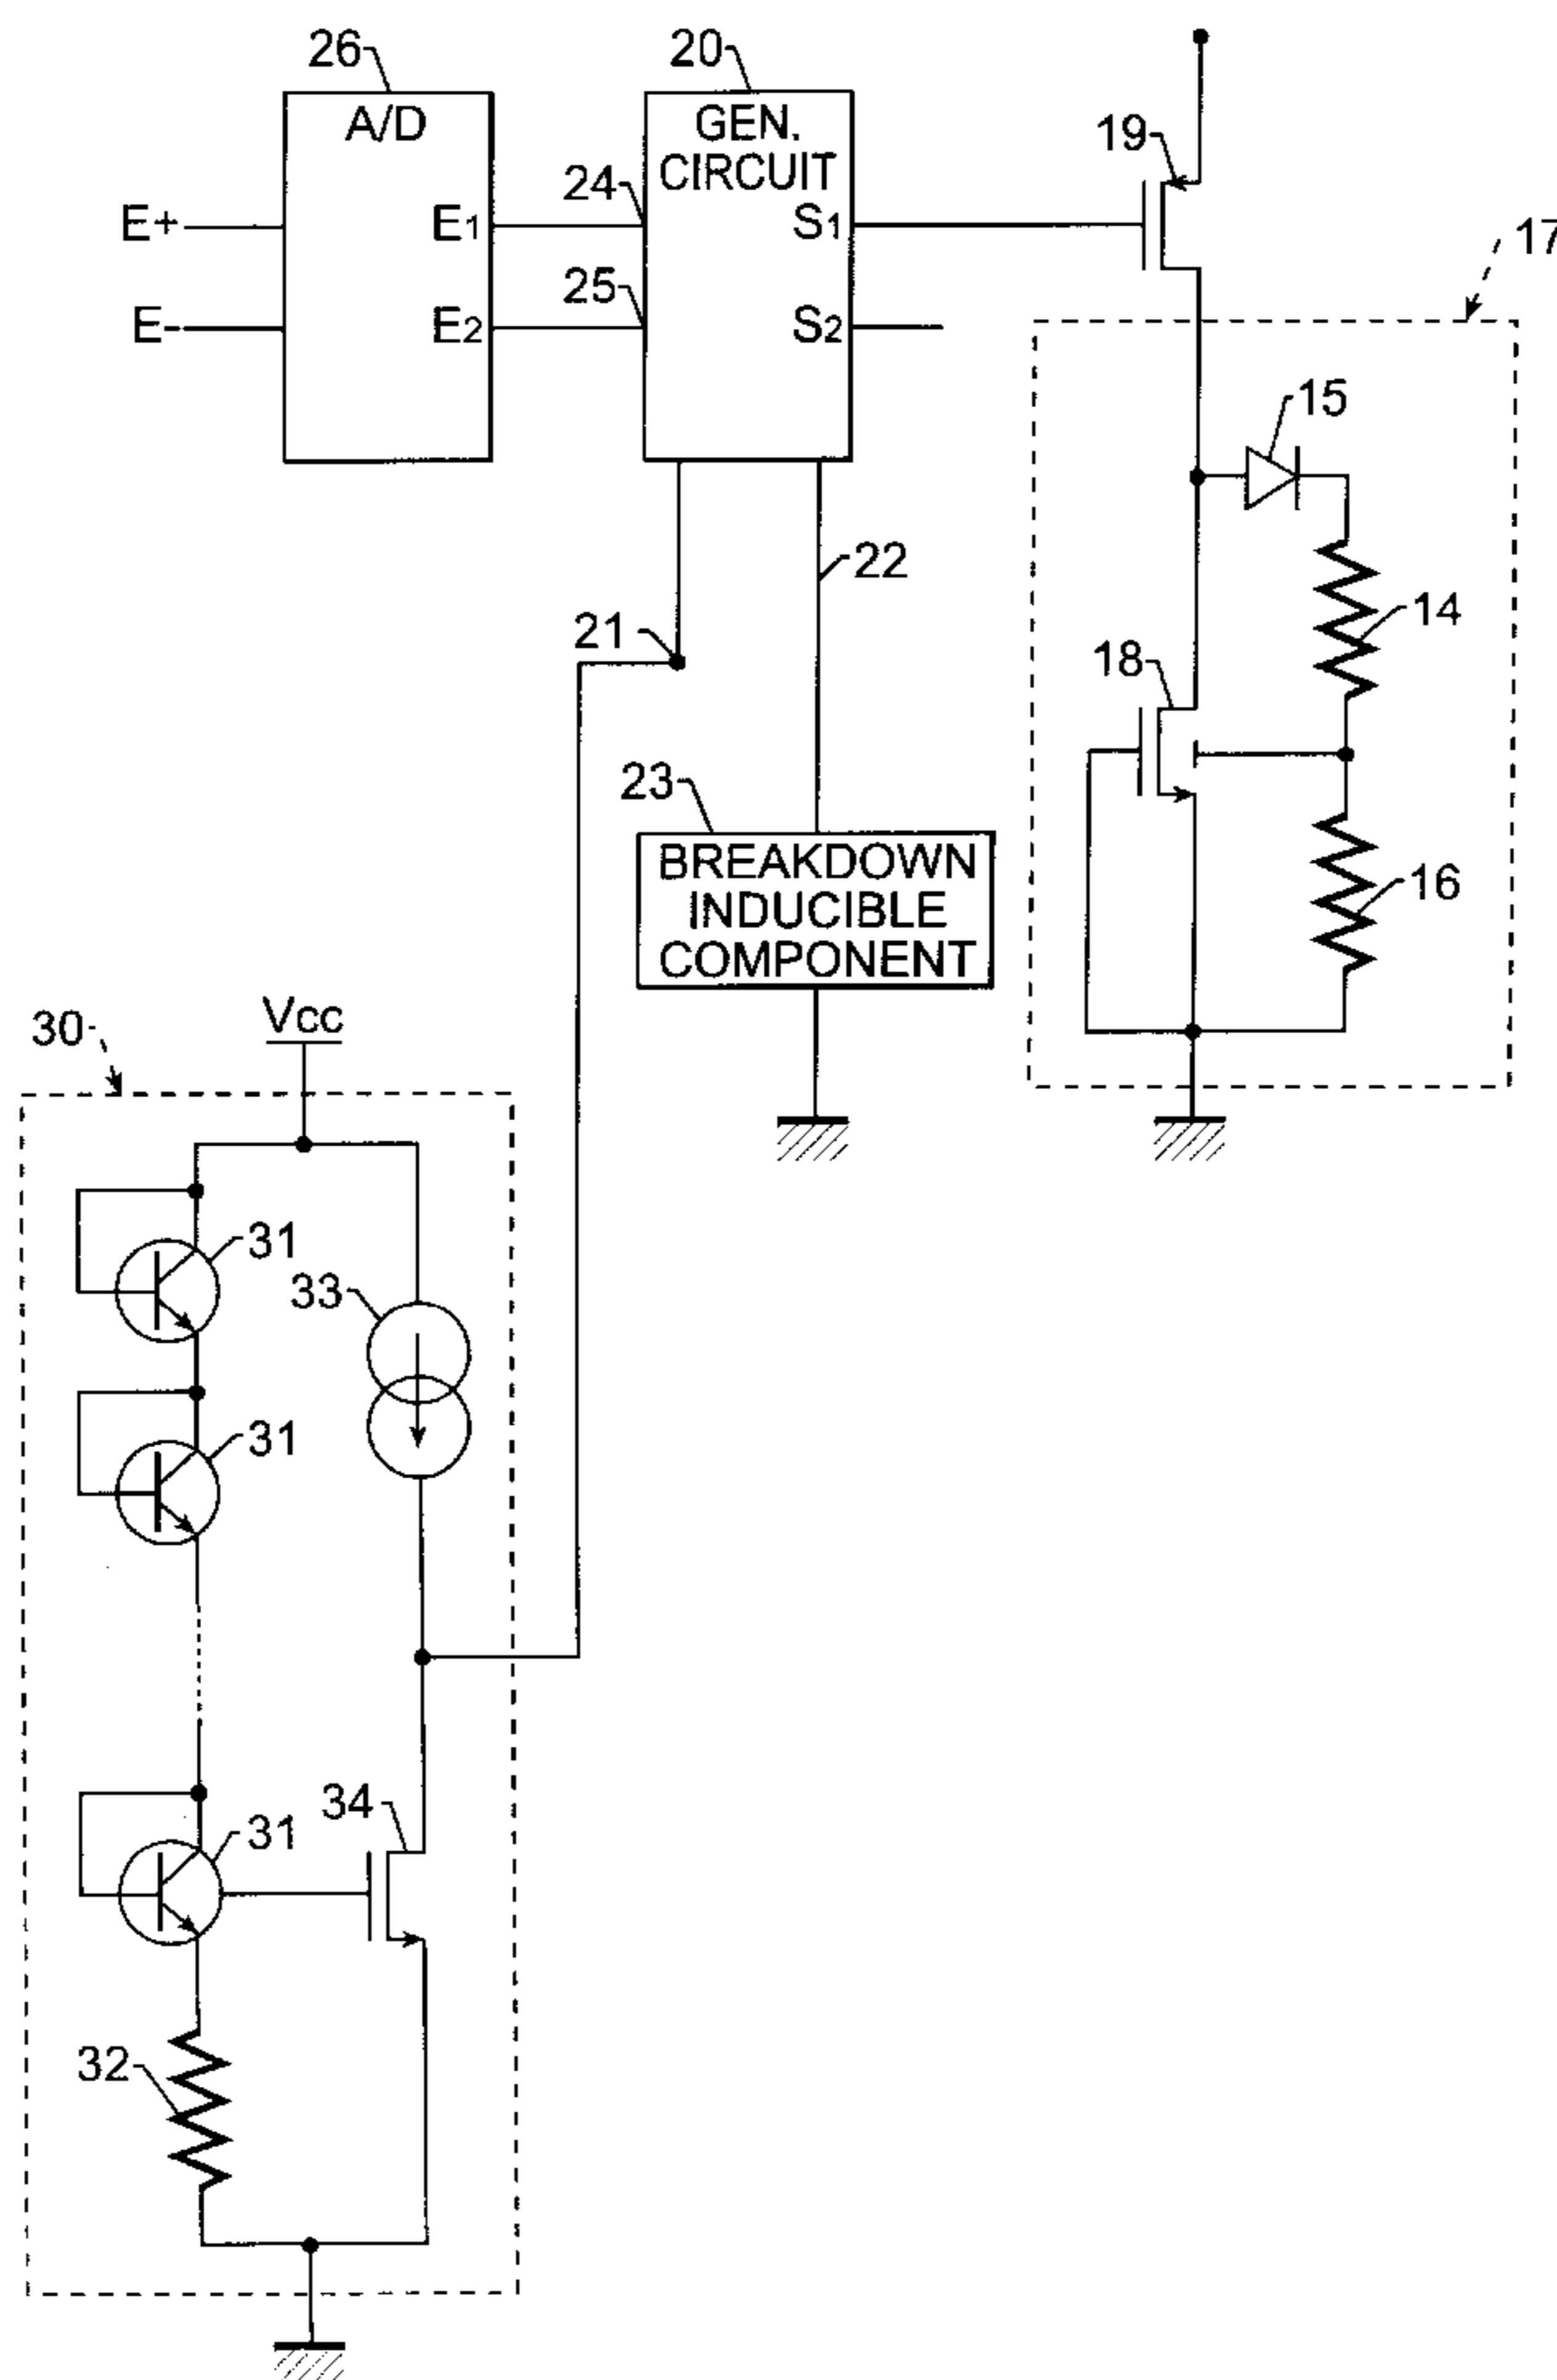 26
20
A/D
GEN.
CIRCUIT
19
24
17
E+
E1
S1
25
E-
E2
S2
15
22
14
21
18
23
BREAKDOWN
INDUCIBLE
COMPONENT
16
30
Vcc
31
33
31
34
31
32